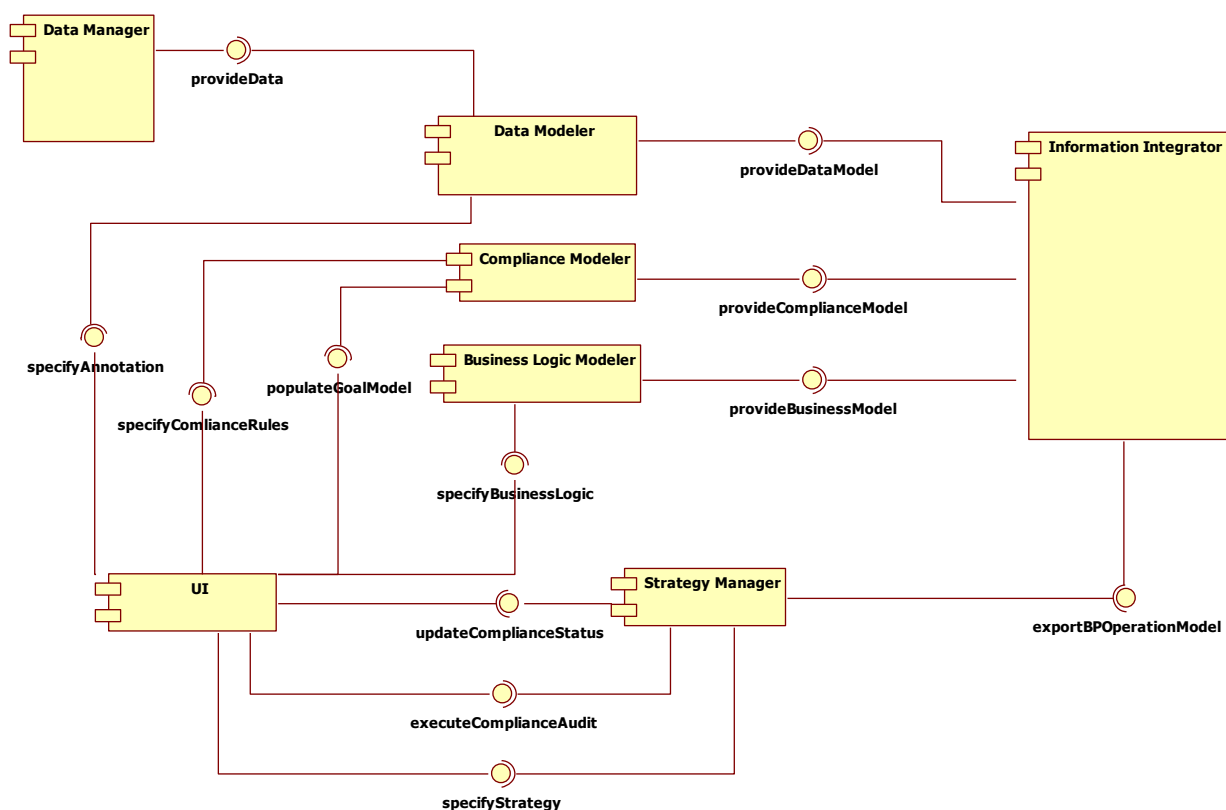 Data Manager
provideData
Data Modeler
Information Integrator
provideDataModel
Compliance Modeler
provideComplianceModel
specifyAnnotation
populateGoalModel
Business Logic Modeler
specifyComlianceRules
provideBusinessModel
specifyBusinessLogic
UI
Strategy Manager
updateComplianceStatus
exportBPOperationModel
executeComplianceAudit
specifyStrategy